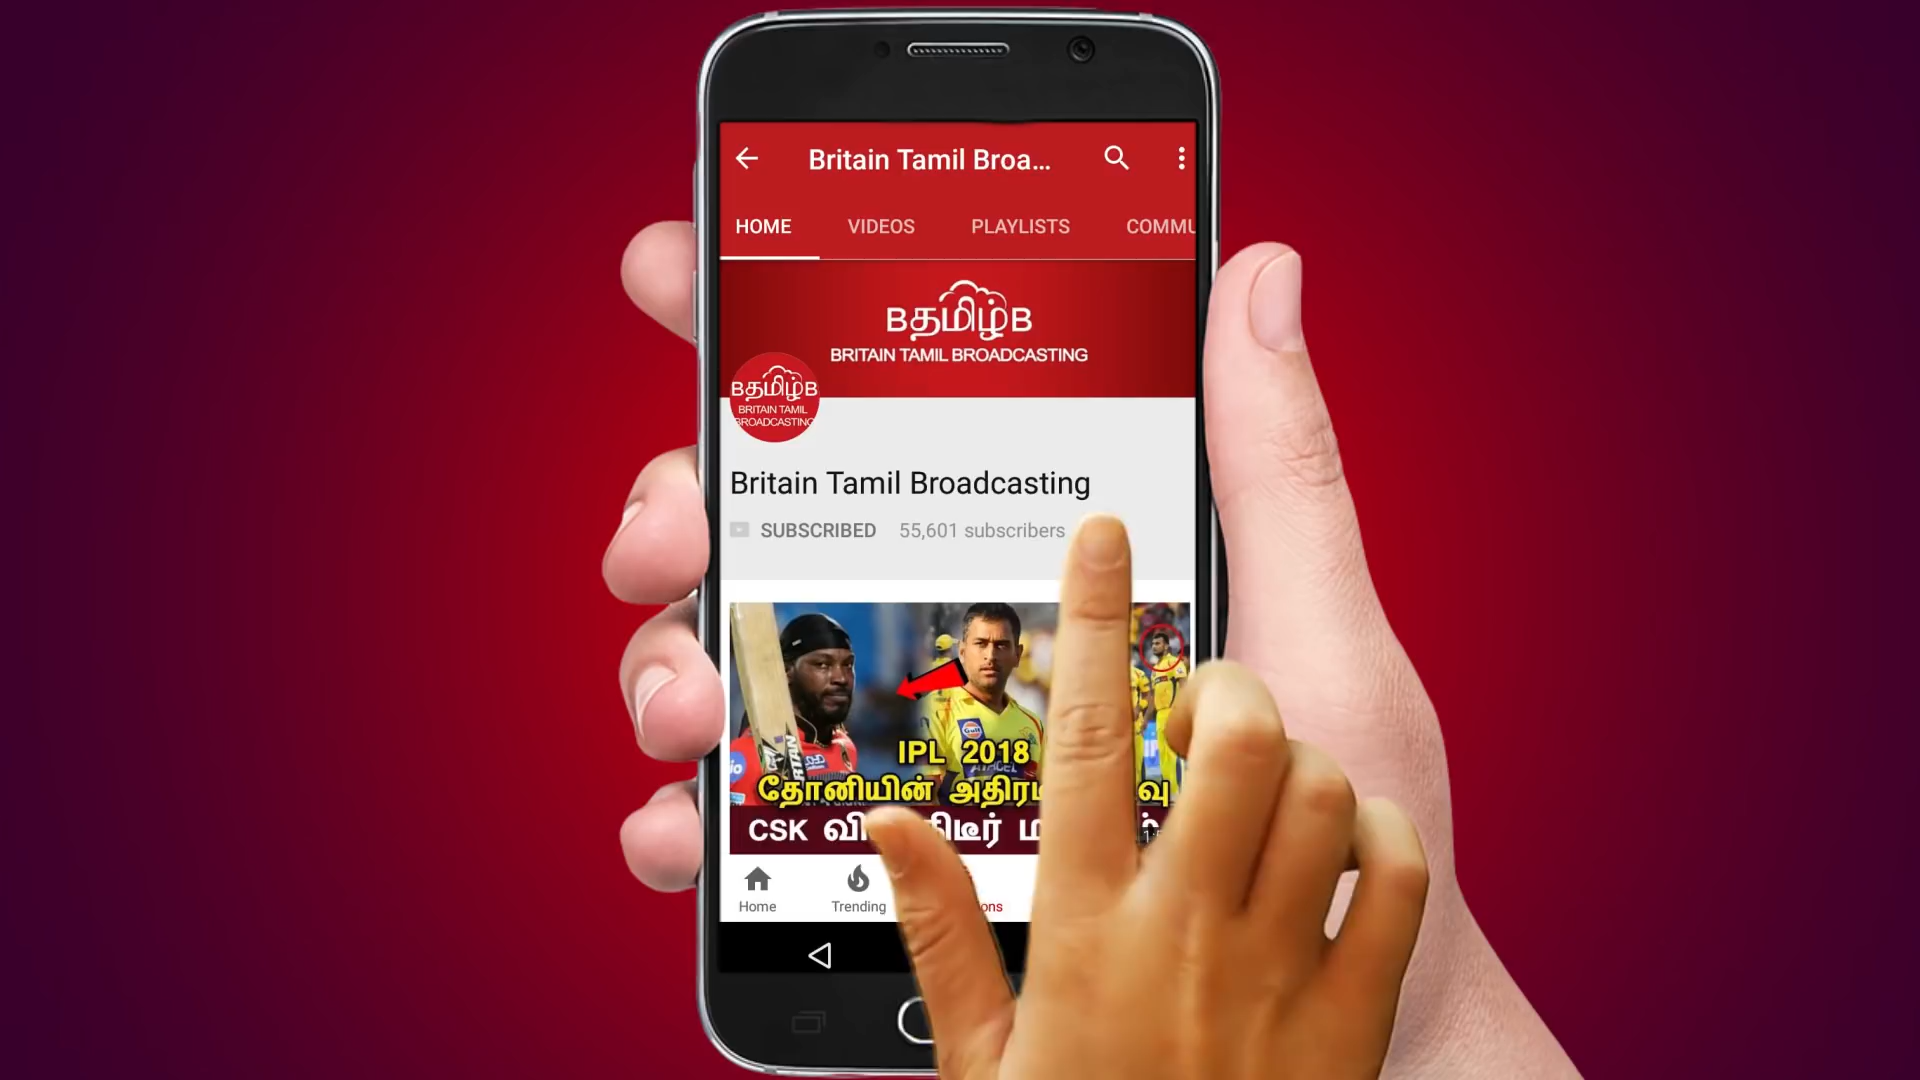 Britain Tamil Broa...
HOME VIDEOS PLAYLISTS COMMU
Bதமிழ்B
BRITAIN TAMIL BROADCASTING
Bதமிழ்B
BRITAIN TAMIL
BROADCASTING
Britain Tamil Broadcasting
SUBSCRIBED 55,601 subscribers
Gulf
IPL 2018
தோனியின்
CSK
Home Trending